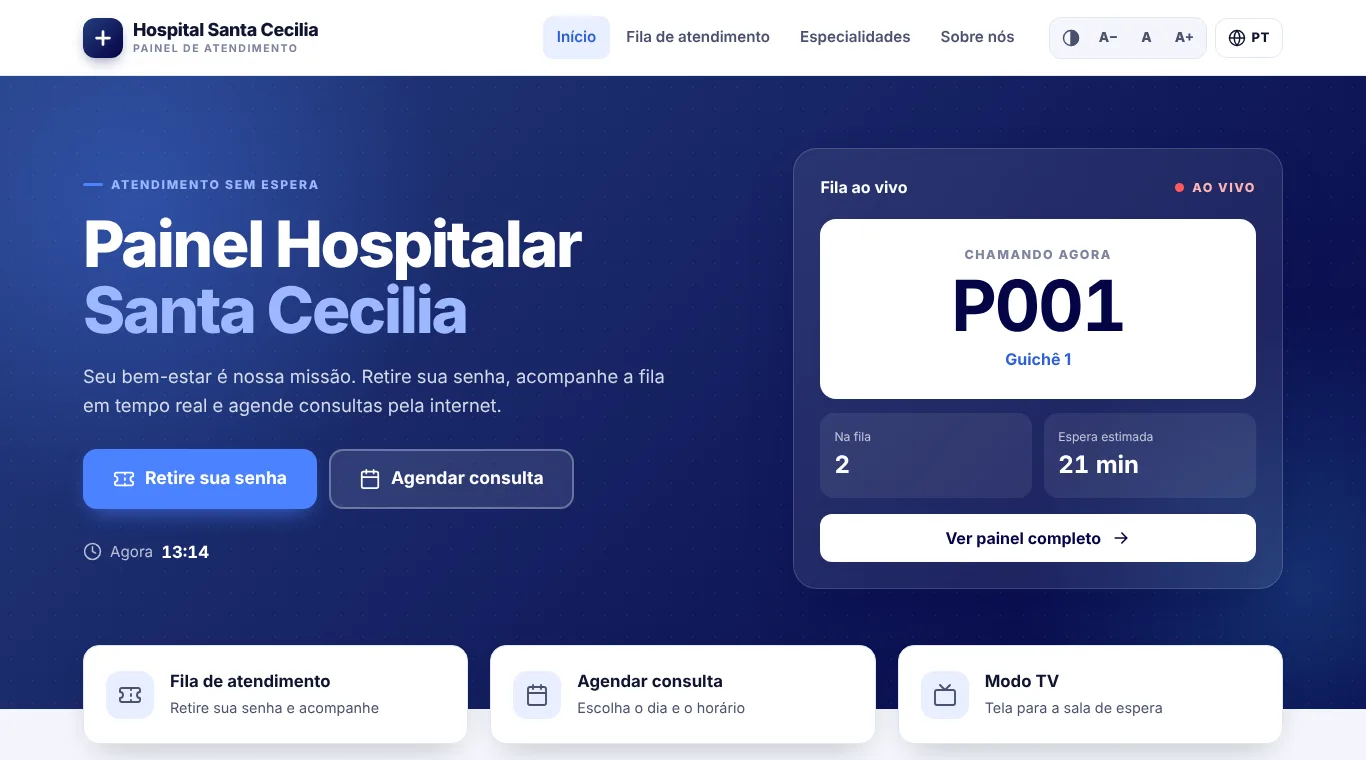 Hospital Santa Cecilia
PAINEL DE ATENDIMENTO
Início
Fila de atendimento
Especialidades
Sobre nós
A−
A
A+
PT
ATENDIMENTO SEM ESPERA
Painel Hospitalar
Santa Cecilia
Seu bem-estar é nossa missão. Retire sua senha, acompanhe a fila
em tempo real e agende consultas pela internet.
Retire sua senha
Agendar consulta
Agora 13:14
Fila ao vivo
AO VIVO
CHAMANDO AGORA
P001
Guichê 1
Na fila
2
Espera estimada
21 min
Ver painel completo
Fila de atendimento
Retire sua senha e acompanhe
Agendar consulta
Escolha o dia e o horário
Modo TV
Tela para a sala de espera